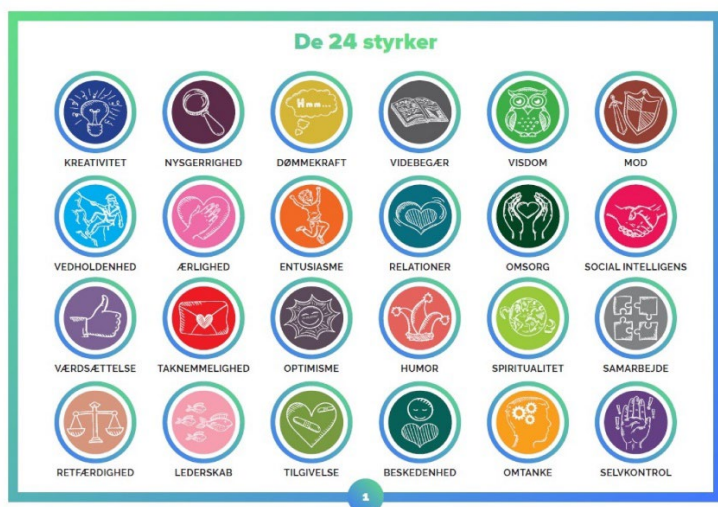 De 24 styrker
Hmm...
KREATIVITET NYSGERRIGHED DØMMEKRAFT VIDEBEGÆR VISDOM MOD
VEDHOLDENHED ÆRLIGHED ENTUSIASME RELATIONER OMSORG SOCIAL INTELLIGENS
VÆRDSÆTTELSE TAKNEMMELIGHED OPTIMISME HUMOR SPIRITUALITET SAMARBEJDE
RETFÆRDIGHED LEDERSKAB TILGIVELSE BESKEDENHED OMTANKE SELVKONTROL
1